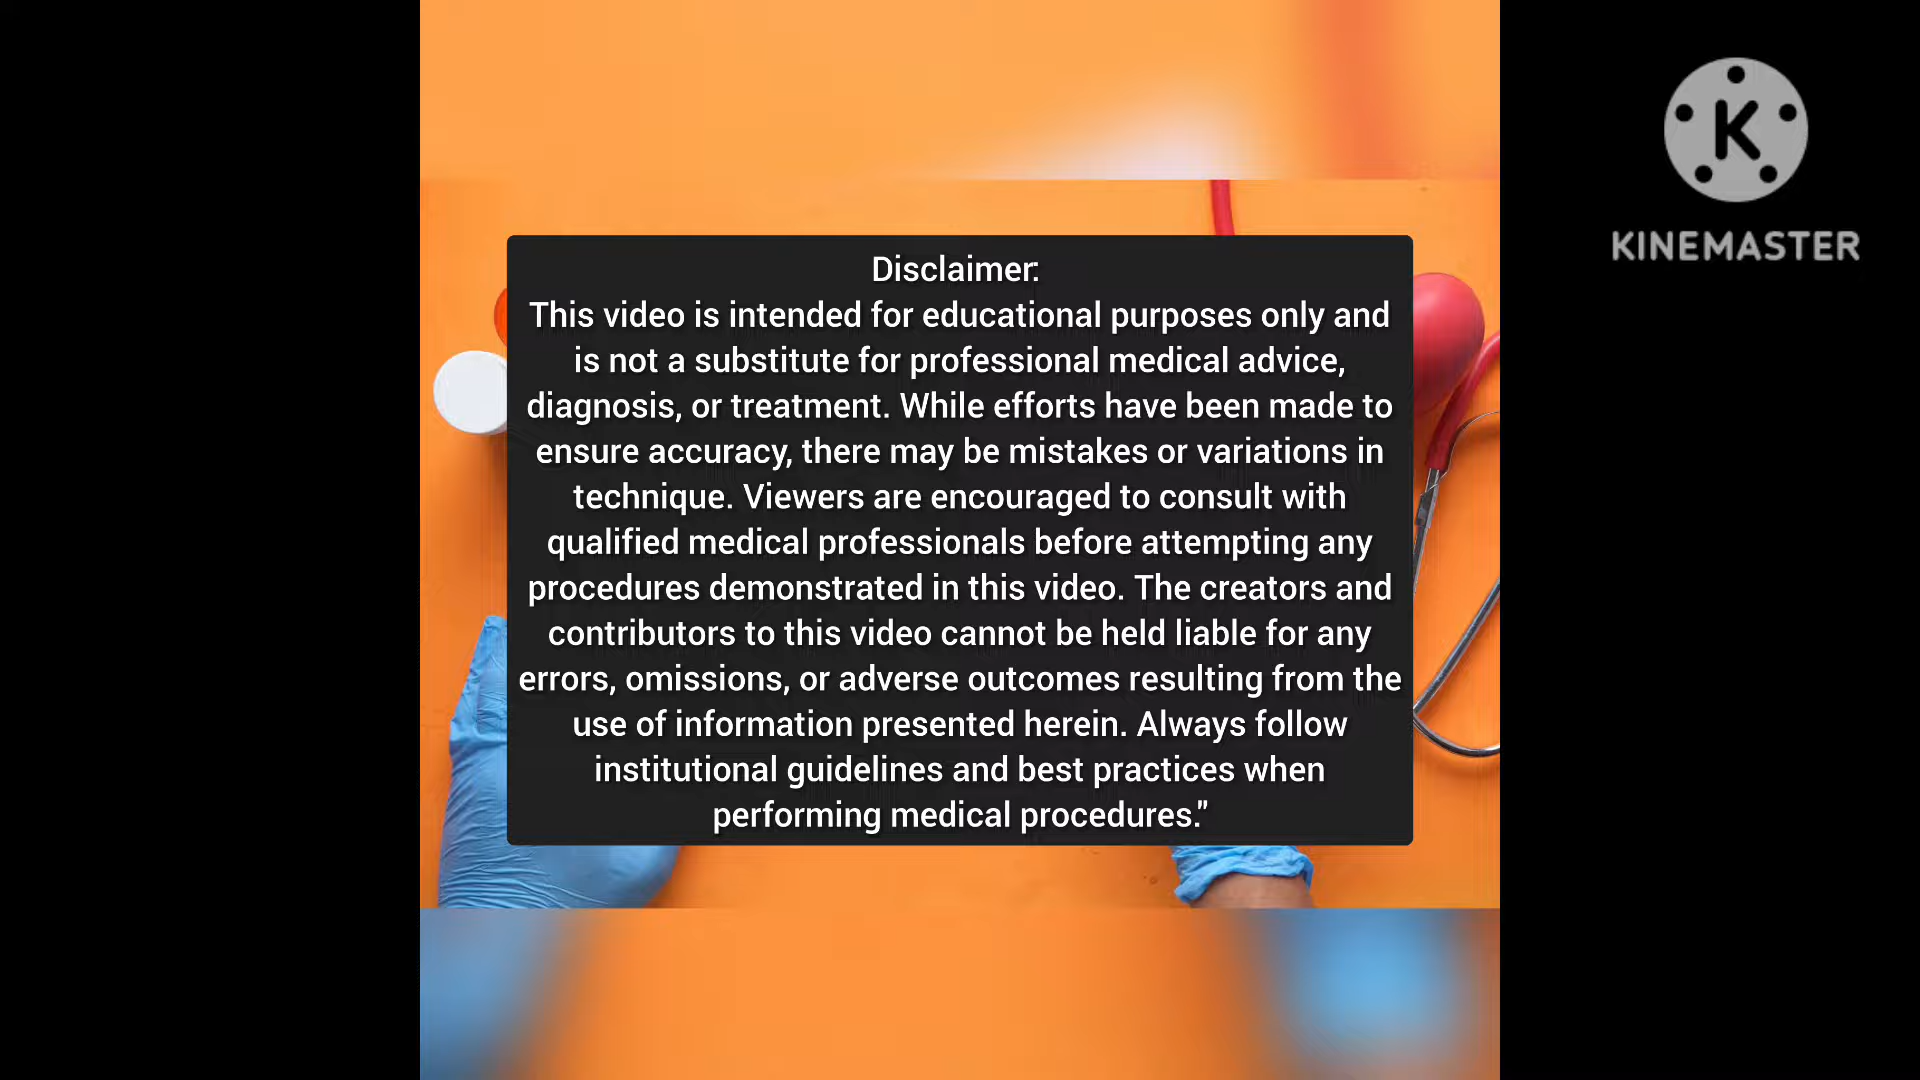 Disclaimer:
This video is intended for educational purposes only and
is not a substitute for professional medical advice,
diagnosis, or treatment. While efforts have been made to
ensure accuracy, there may be mistakes or variations in
technique. Viewers are encouraged to consult with
qualified medical professionals before attempting any
procedures demonstrated in this video. The creators and
contributors to this video cannot be held liable for any
errors, omissions, or adverse outcomes resulting from the
use of information presented herein. Always follow
institutional guidelines and best practices when
performing medical procedures."
K
KINEMASTER